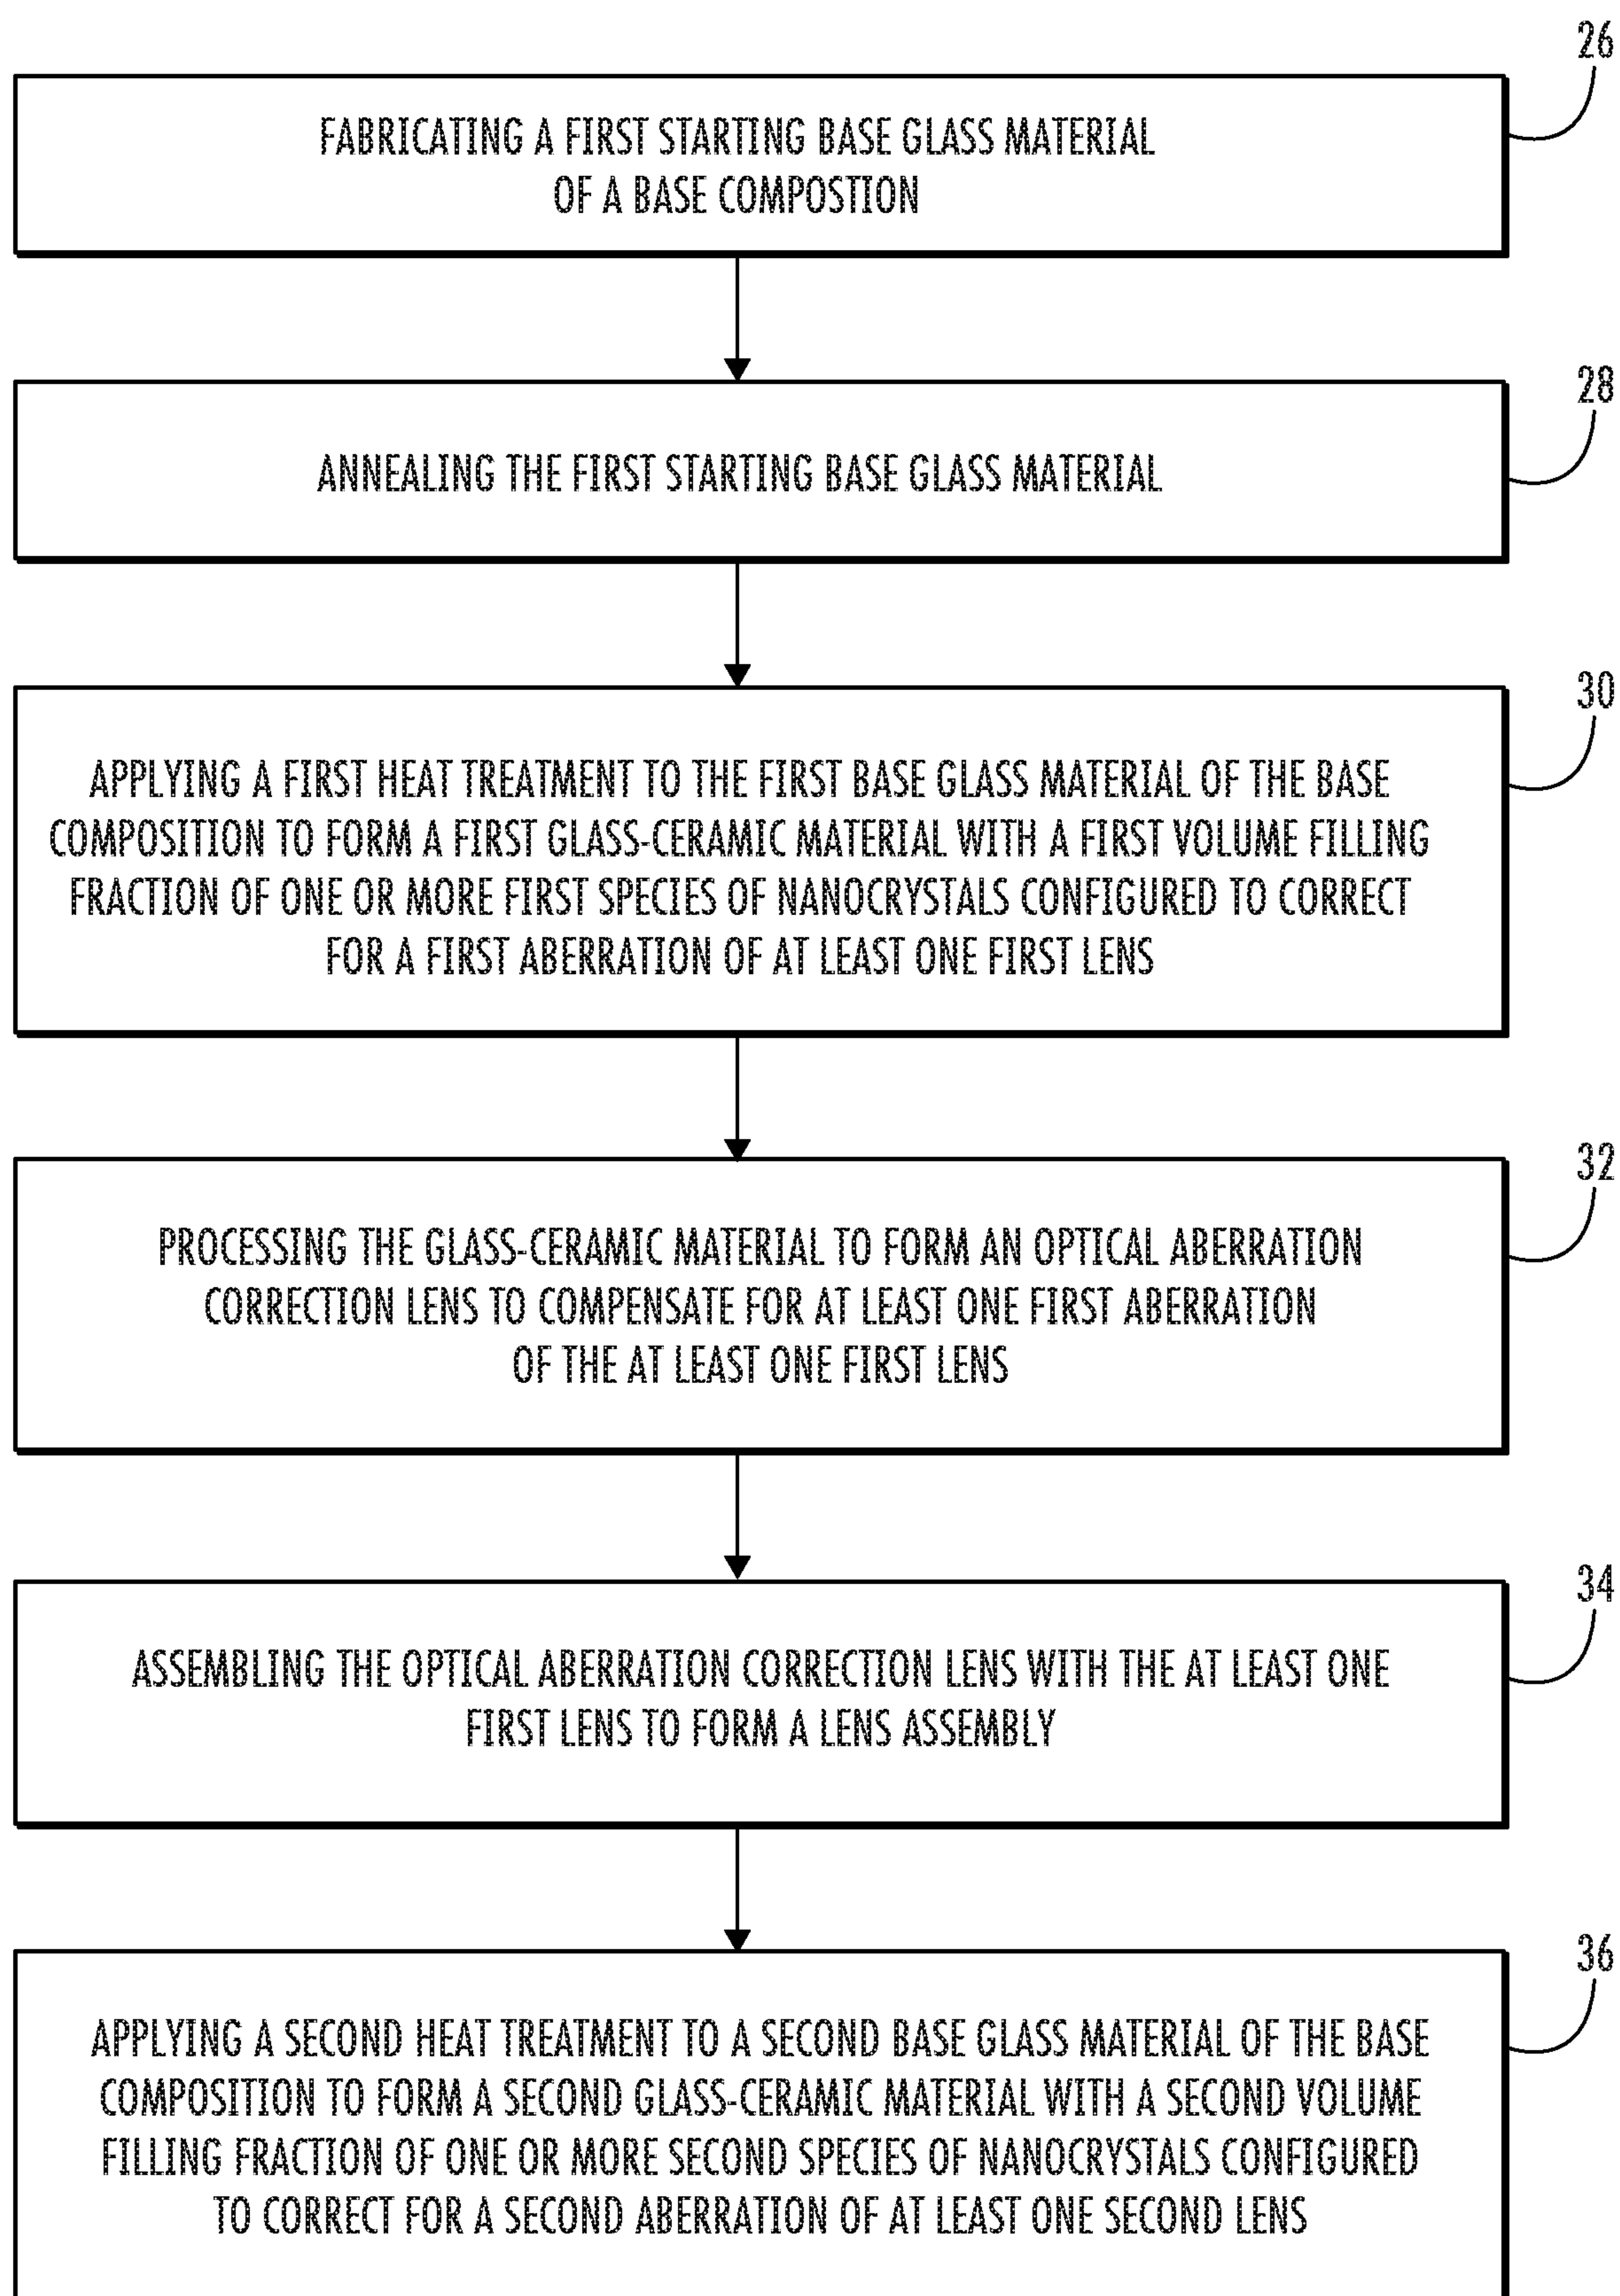 26
FABRICATING A FIRST STARTING BASE GLASS MATERIAL
OF A BASE COMPOSTION
28
ANNEALING THE FIRST STARTING BASE GLASS MATERIAL
30
APPLYING A FIRST HEAT TREATMENT TO THE FIRST BASE GLASS MATERIAL OF THE BASE
COMPOSITION TO FORM A FIRST GLASS-CERAMIC MATERIAL WITH A FIRST VOLUME FILLING
FRACTION OF ONE OR MORE FIRST SPECIES OF NANOCRYSTALS CONFIGURED TO CORRECT
FOR A FIRST ABERRATION OF AT LEAST ONE FIRST LENS
32
PROCESSING THE GLASS-CERAMIC MATERIAL TO FORM AN OPTICAL ABERRATION
CORRECTION LENS TO COMPENSATE FOR AT LEAST ONE FIRST ABERRATION
OF THE AT LEAST ONE FIRST LENS
34
ASSEMBLING THE OPTICAL ABERRATION CORRECTION LENS WITH THE AT LEAST ONE
FIRST LENS TO FORM A LENS ASSEMBLY
36
APPLYING A SECOND HEAT TREATMENT TO A SECOND BASE GLASS MATERIAL OF THE BASE
COMPOSITION TO FORM A SECOND GLASS-CERAMIC MATERIAL WITH A SECOND VOLUME
FILLING FRACTION OF ONE OR MORE SECOND SPECIES OF NANOCRYSTALS CONFIGURED
TO CORRECT FOR A SECOND ABERRATION OF AT LEAST ONE SECOND LENS